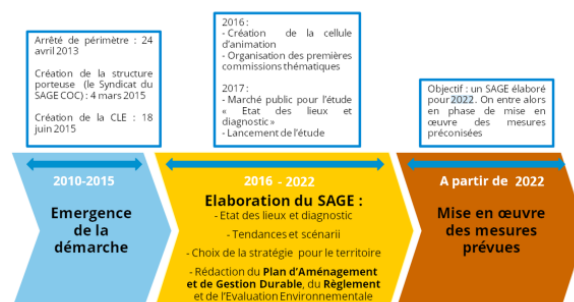 Arrêté de périmètre : 24
avril 2013
Création de la structure
porteuse (le Syndicat du
SAGE COC) : 4 mars 2015
Création de la CLE : 18
juin 2015
2016 :
- Création de la cellule
d'animation
- Organisation des premières
commissions thématiques
2017 :
- Marché public pour l'étude
« Etat des lieux et
diagnostic »
- Lancement de l'étude
Objectif : un SAGE élaboré
pour 2022. On entre alors
en phase de mise en
œuvre des mesures
préconisées
2010-2015
Emergence
de la
démarche
2016 - 2022
Elaboration du SAGE :
- Etat des lieux et diagnostic
- Tendances et scénarii
- Choix de la stratégie pour le territoire
- Rédaction du Plan d'Aménagement
et de Gestion Durable, du Règlement
et de l'Evaluation Environnementale
A partir de 2022
Mise en œuvre
des mesures
prévues